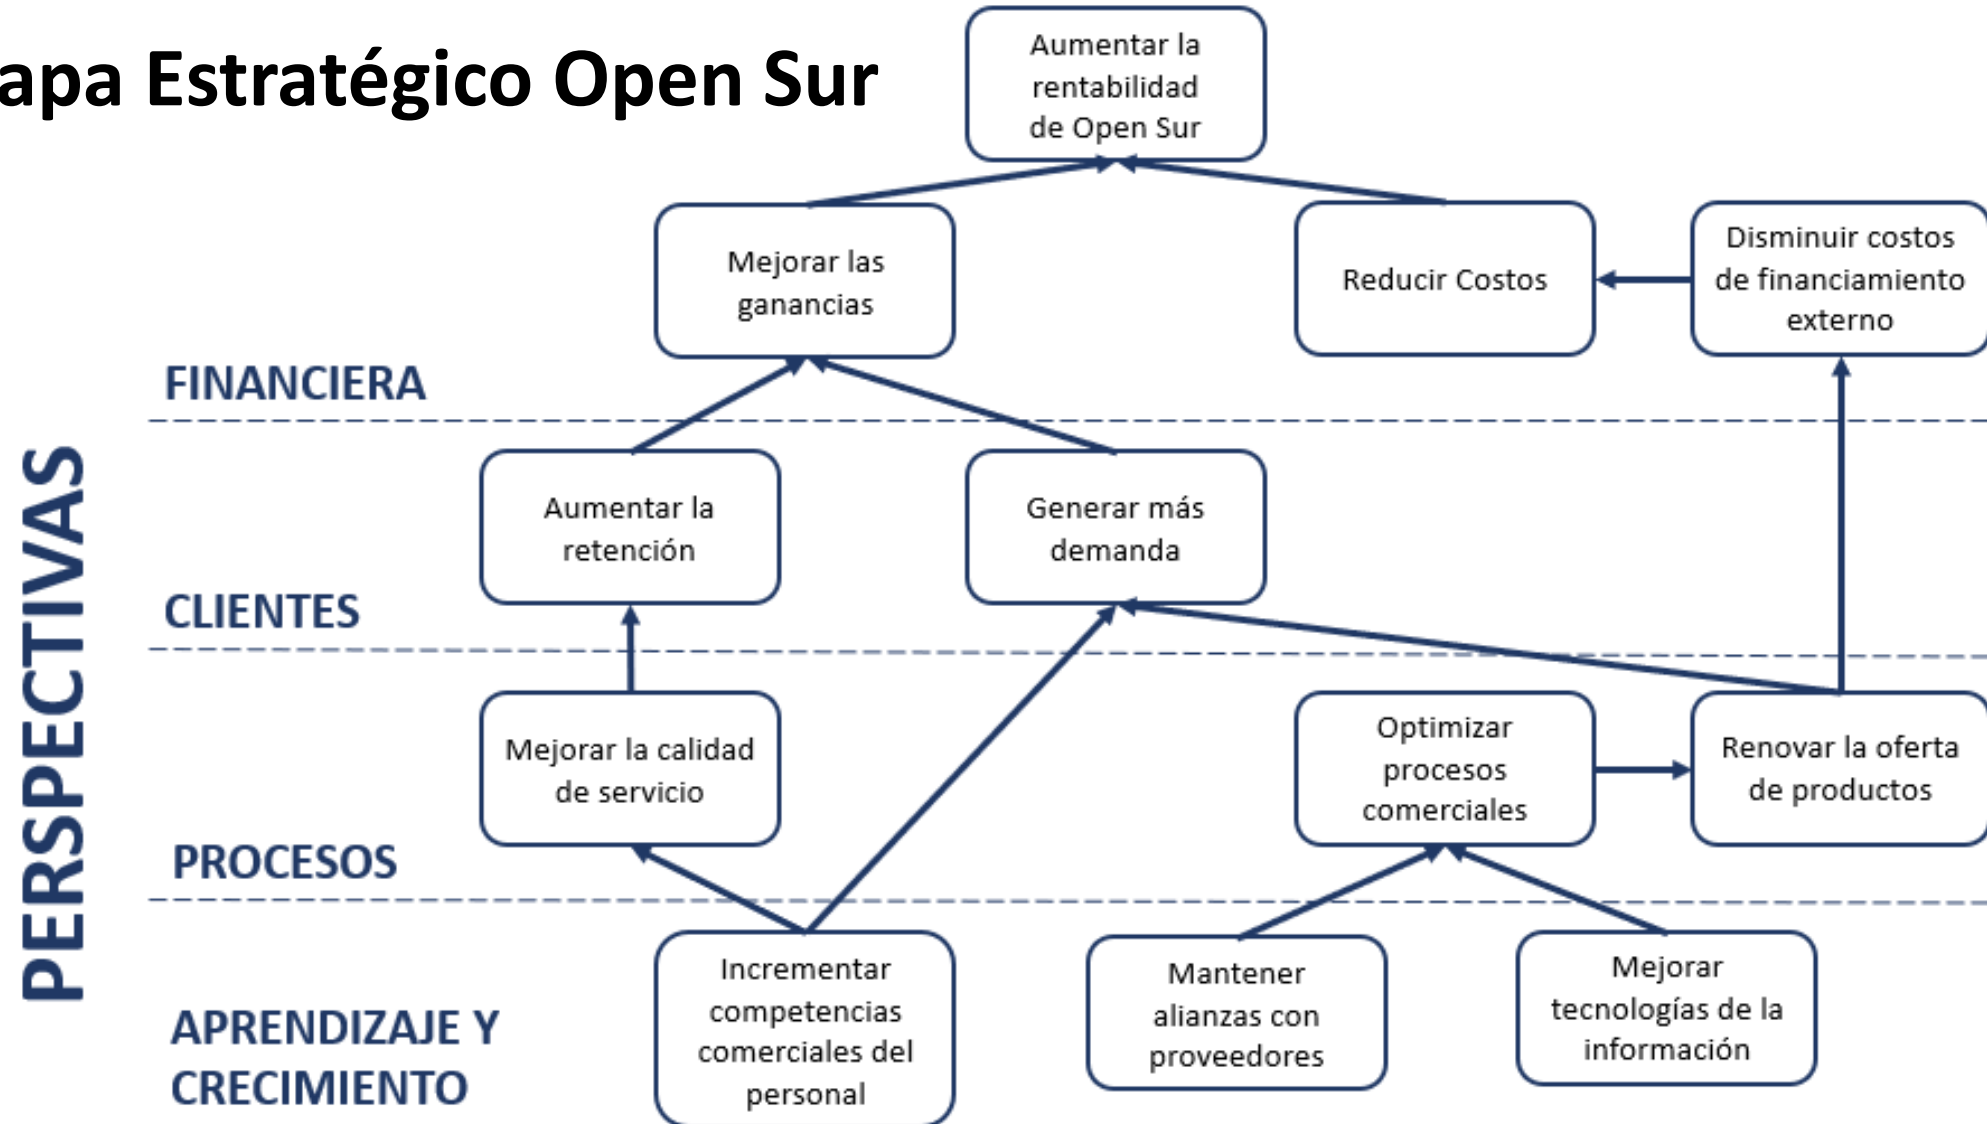 apa Estratégico Open Sur
Aumentar la
rentabilidad
de Open Sur
Mejorar las
ganancias
Reducir Costos
Disminuir costos
de financiamiento
externo
FINANCIERA
PERSPECTIVAS
Aumentar la
retención
Generar más
demanda
CLIENTES
Mejorar la calidad
de servicio
Optimizar
procesos
comerciales
Renovar la oferta
de productos
PROCESOS
Incrementar
competencias
comerciales del
personal
Mantener
alianzas con
proveedores
Mejorar
tecnologías de la
información
APRENDIZAJE Y
CRECIMIENTO